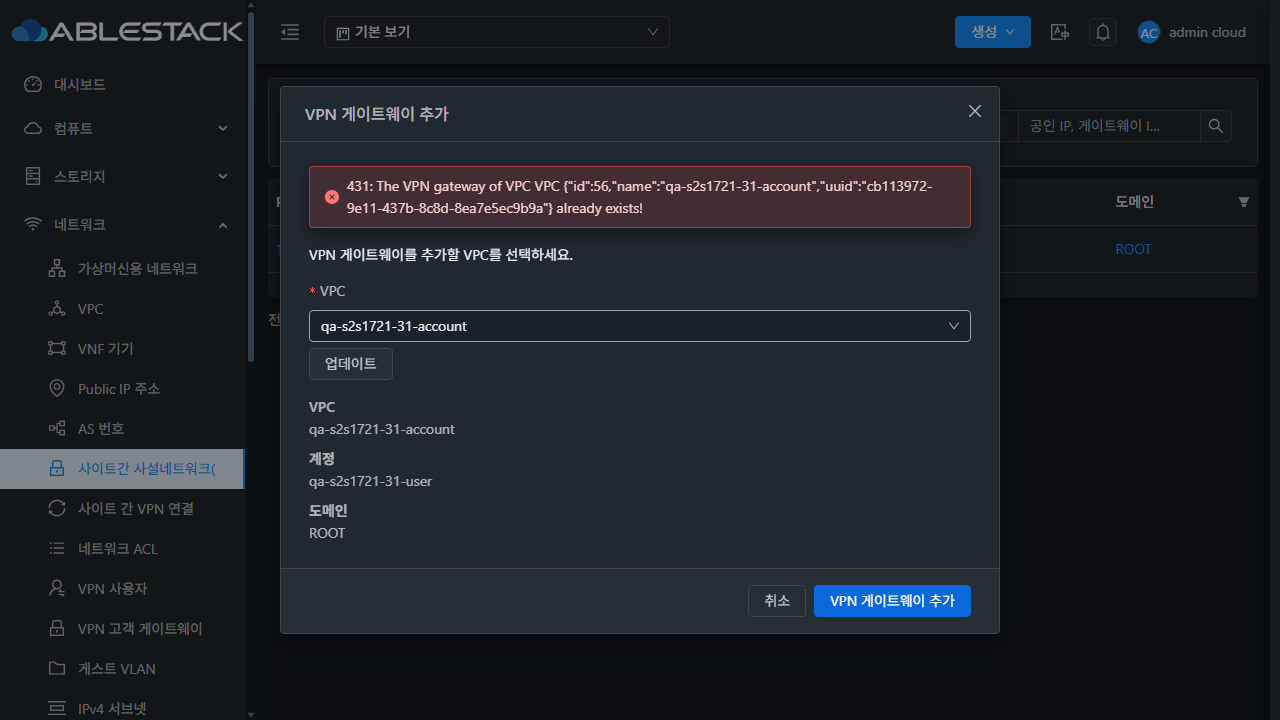 ABLESTACK
기본 보기
생성
AC
admin cloud
대시보드
컴퓨트
스토리지
네트워크
가상머신용 네트워크
VPC
VNF 기기
Public IP 주소
AS 번호
사이트간 사설네트워크(
사이트 간 VPN 연결
네트워크 ACL
VPN 사용자
VPN 고객 게이트웨이
게스트 VLAN
IPv4 서브넷
공인 IP, 게이트웨이 I...
도메인
ROOT
전
VPN 게이트웨이 추가
431: The VPN gateway of VPC VPC {"id":56,"name":"qa-s2s1721-31-account","uuid":"cb113972-
9e11-437b-8c8d-8ea7e5ec9b9a"} already exists!
VPN 게이트웨이를 추가할 VPC를 선택하세요.
* VPC
qa-s2s1721-31-account
업데이트
VPC
qa-s2s1721-31-account
계정
qa-s2s1721-31-user
도메인
ROOT
취소
VPN 게이트웨이 추가